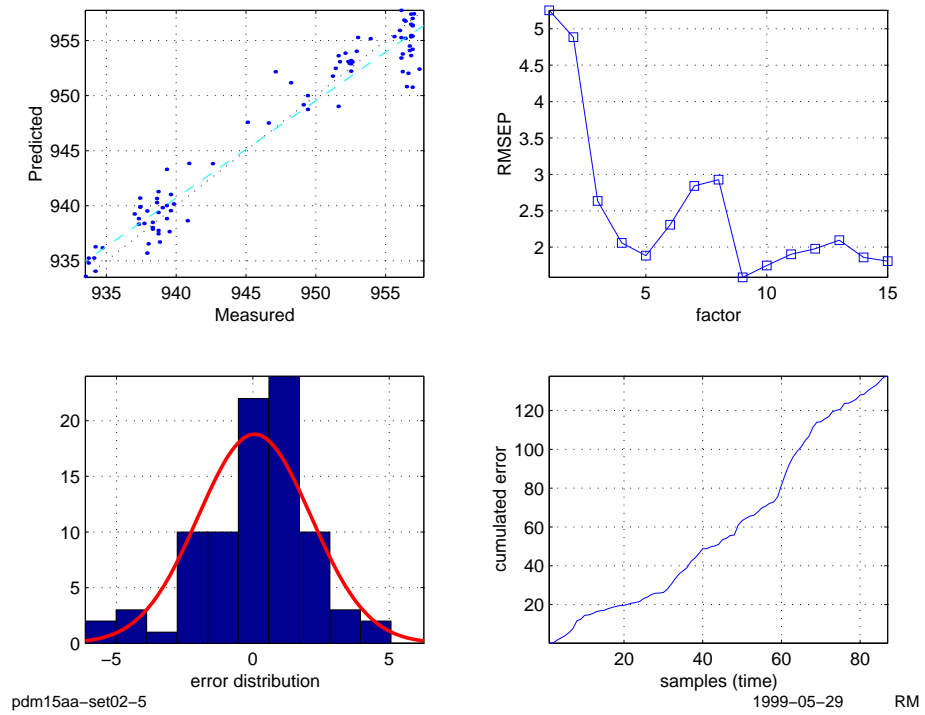 955
950
945
940
935
Predicted
935 940 945 950 955
Measured
5
4.5
4
3.5
3
2.5
2
RMSEP
5 10 15
factor
20
15
10
5
0
−5 0 5
error distribution
120
100
80
60
40
20
cumulated error
20 40 60 80
samples (time)
pdm15aa−set02−5 1999−05−29 RM